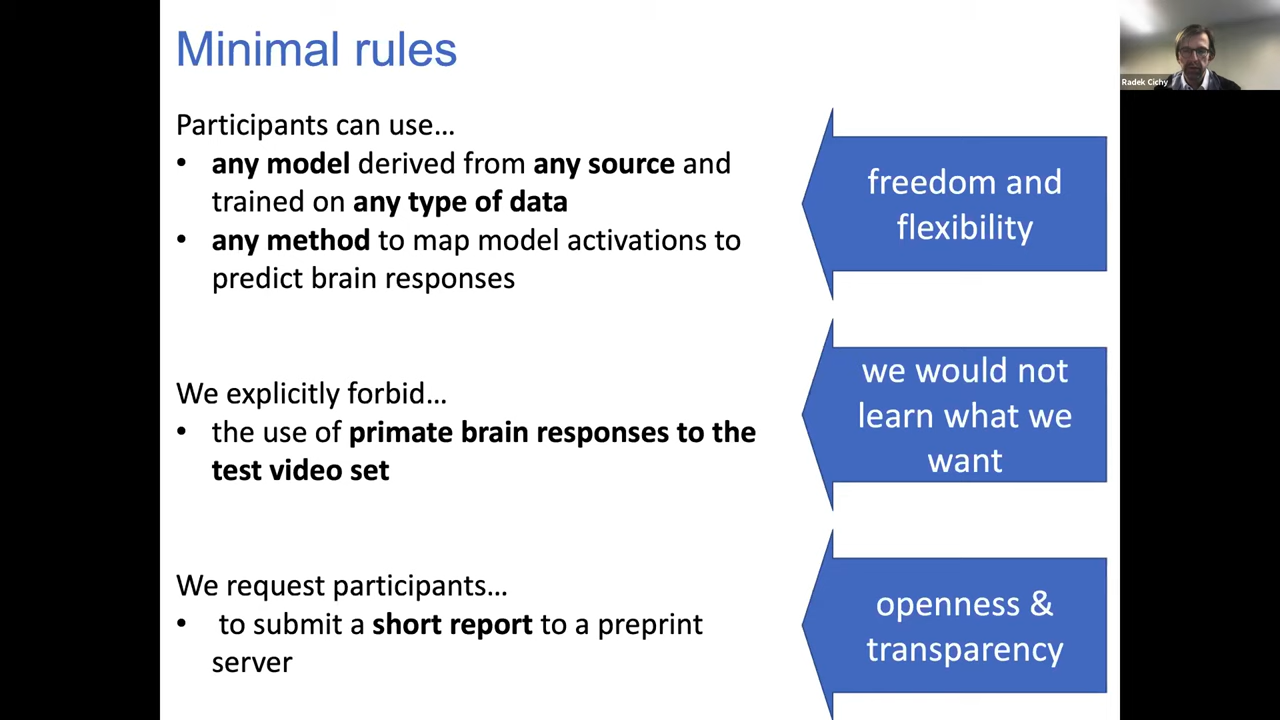 Minimal rules
Participants can use…
• any model derived from any source and
trained on any type of data
• any method to map model activations to
predict brain responses
freedom and
flexibility
We explicitly forbid…
• the use of primate brain responses to the
test video set
we would not
learn what we
want
We request participants…
• to submit a short report to a preprint
server
openness &
transparency
Radek Cichy